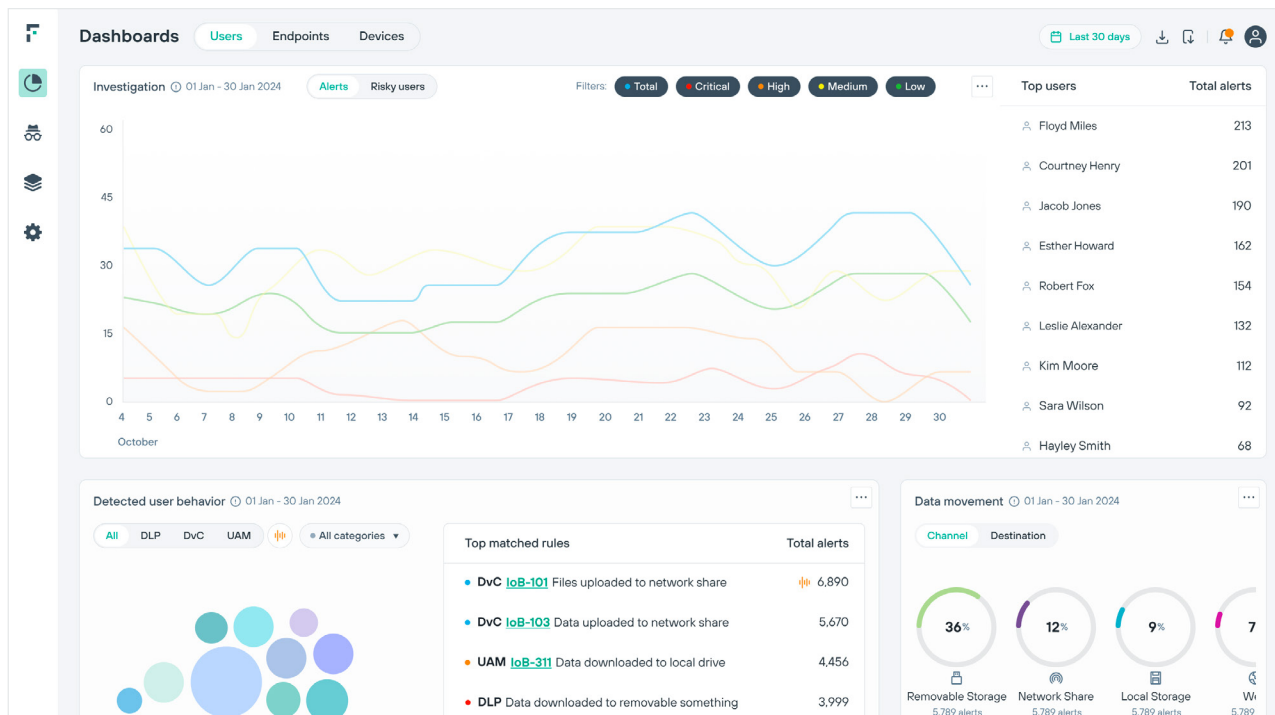 Dashboards Users Endpoints Devices Last 30 days
Investigation 01 Jan - 30 Jan 2024 Alerts Risky users Filters: Total Critical High Medium Low ...
Top users Total alerts
Floyd Miles 213
Courtney Henry 201
Jacob Jones 190
Esther Howard 162
Robert Fox 154
Leslie Alexander 132
Kim Moore 112
Sara Wilson 92
Hayley Smith 68
60
45
30
15
0
4 5 6 7 8 9 10 11 12 13 14 15 16 17 18 19 20 21 22 23 24 25 26 27 28 29 30
October
Detected user behavior 01 Jan - 30 Jan 2024 ...
All DLP DvC UAM All categories
Top matched rules Total alerts
DvC IoB-101 Files uploaded to network share 6,890
DvC IoB-103 Data uploaded to network share 5,670
UAM IoB-311 Data downloaded to local drive 4,456
DLP Data downloaded to removable something 3,999
Data movement 01 Jan - 30 Jan 2024 ...
Channel Destination
36% 12% 9% 7
Removable Storage Network Share Local Storage
5,789 alerts 5,789 alerts 5,789 alerts 5,789